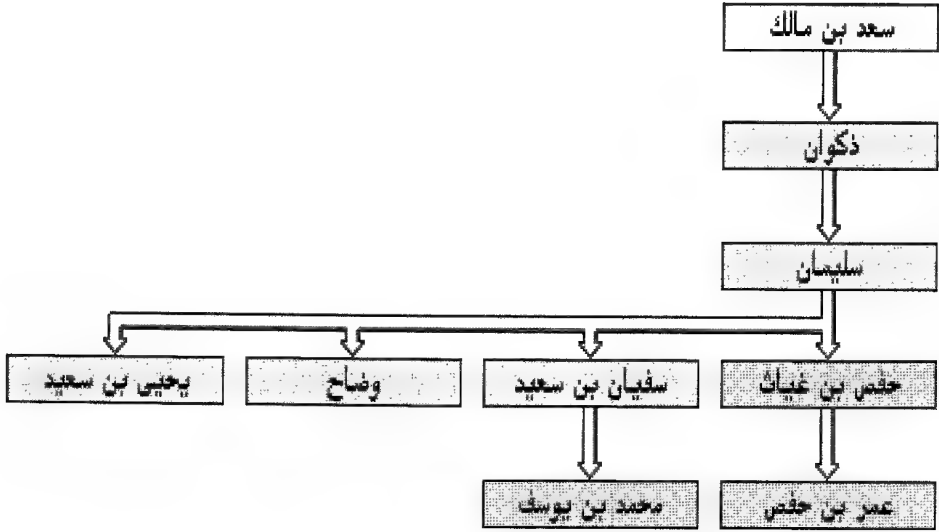 سعد بن مالك
ذكوان
سليمان
حفص بن غياث
سفيان بن سعيد
وضاح
يحيى بن سعيد
عمر بن حفص
محمد بن يوسف